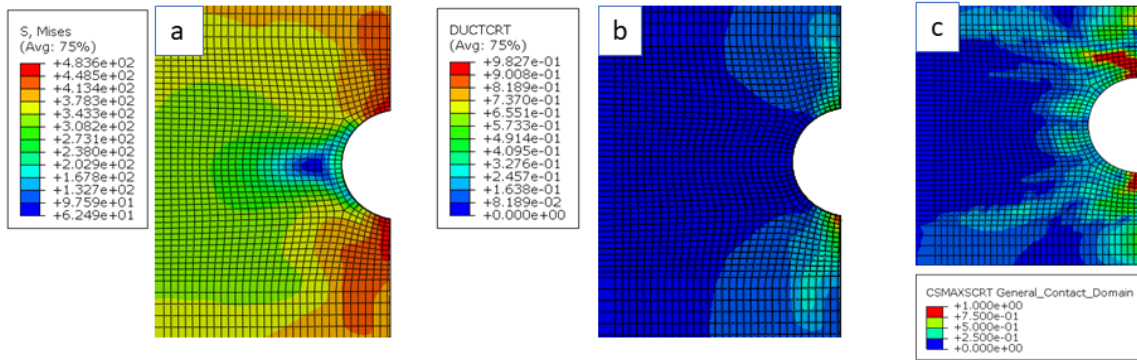 S, Mises
(Avg: 75%)
+4.836e+02
+4.485e+02
+4.134e+02
+3.783e+02
+3.433e+02
+3.082e+02
+2.731e+02
+2.380e+02
+2.029e+02
+1.678e+02
+1.327e+02
+9.759e+01
+6.249e+01
a
DUCTCRT
(Avg: 75%)
+9.827e-01
+9.008e-01
+8.189e-01
+7.370e-01
+6.551e-01
+5.733e-01
+4.914e-01
+4.095e-01
+3.276e-01
+2.457e-01
+1.638e-01
+8.189e-02
+0.000e+00
b
c
CSMAXSCRT General_Contact_Domain
+1.000e+00
+7.500e-01
+5.000e-01
+2.500e-01
+0.000e+00